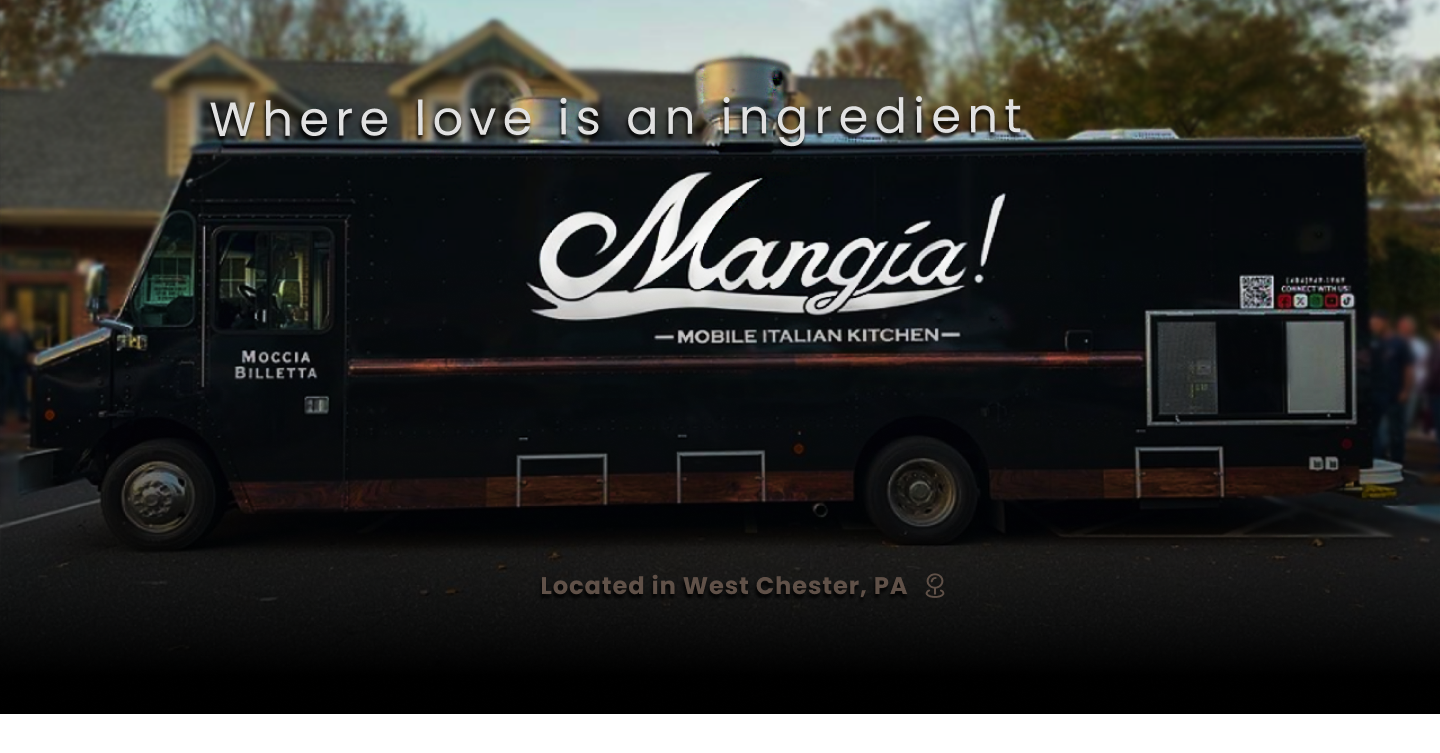 Where love is an ingredient
Mangia!
MOBILE ITALIAN KITCHEN
CONNECT WITH US!
MOCCIA
BILLETTA
Located in West Chester, PA